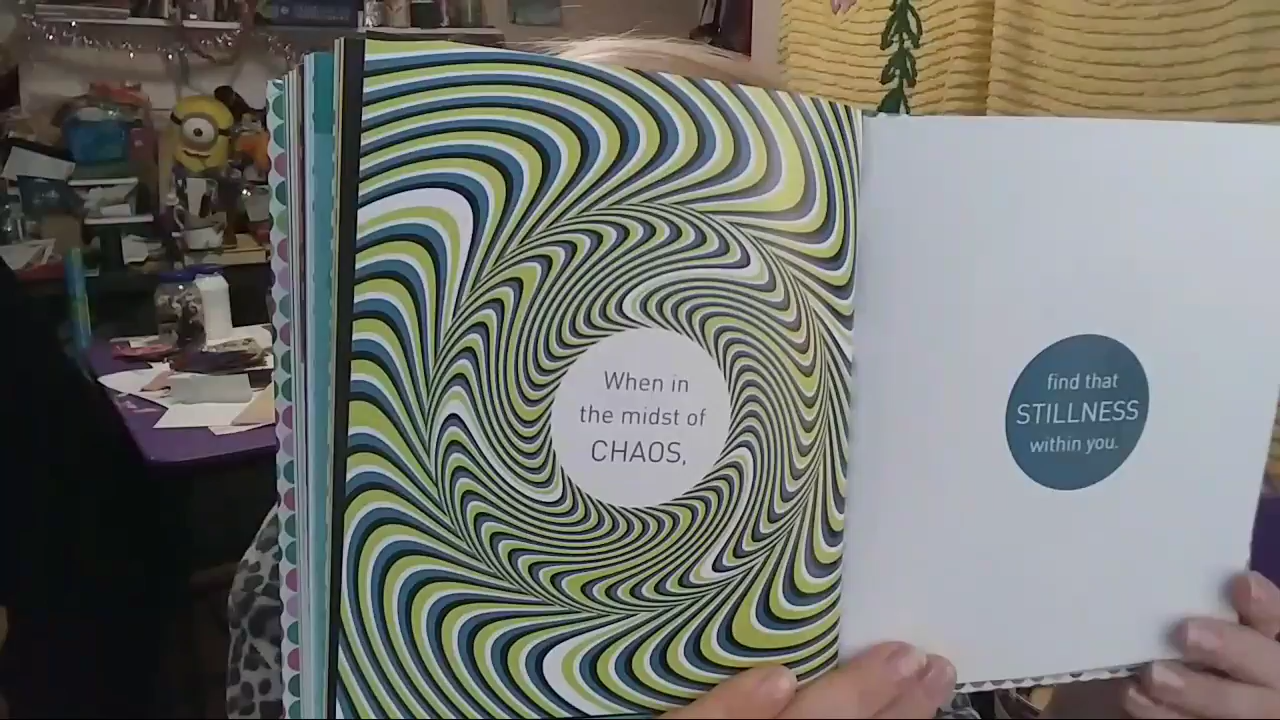 When in
the midst of
CHAOS,
find that
STILLNESS
within you.